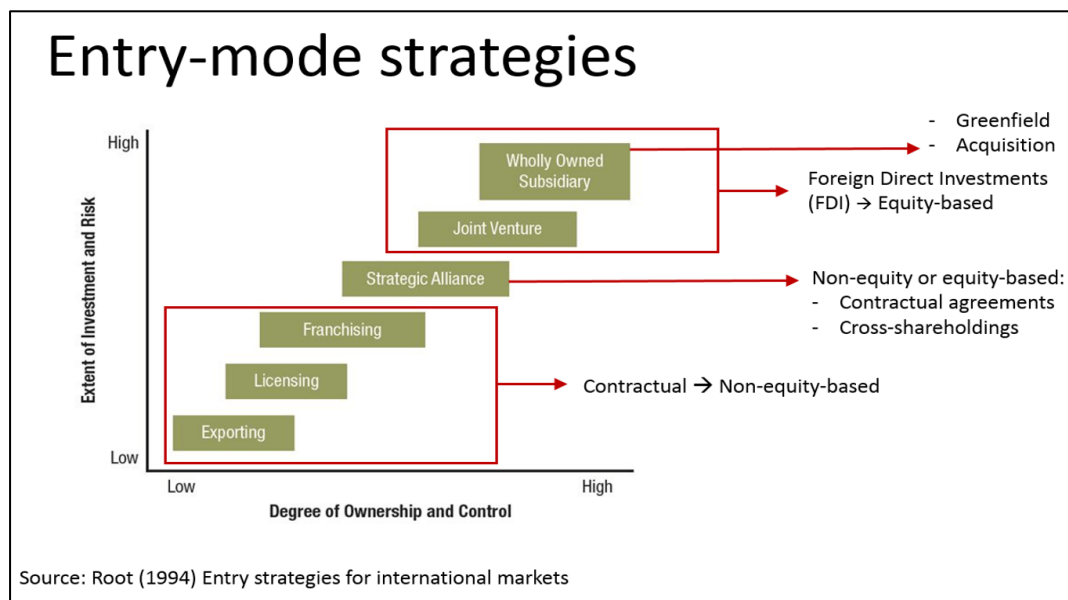 Entry-mode strategies
High
Extent of Investment and Risk
Low
Wholly Owned
Subsidiary
Joint Venture
Strategic Alliance
Franchising
Licensing
Exporting
Low
High
Degree of Ownership and Control
- Greenfield
- Acquisition
Foreign Direct Investments
(FDI) → Equity-based
Non-equity or equity-based:
- Contractual agreements
- Cross-shareholdings
Contractual → Non-equity-based
Source: Root (1994) Entry strategies for international markets